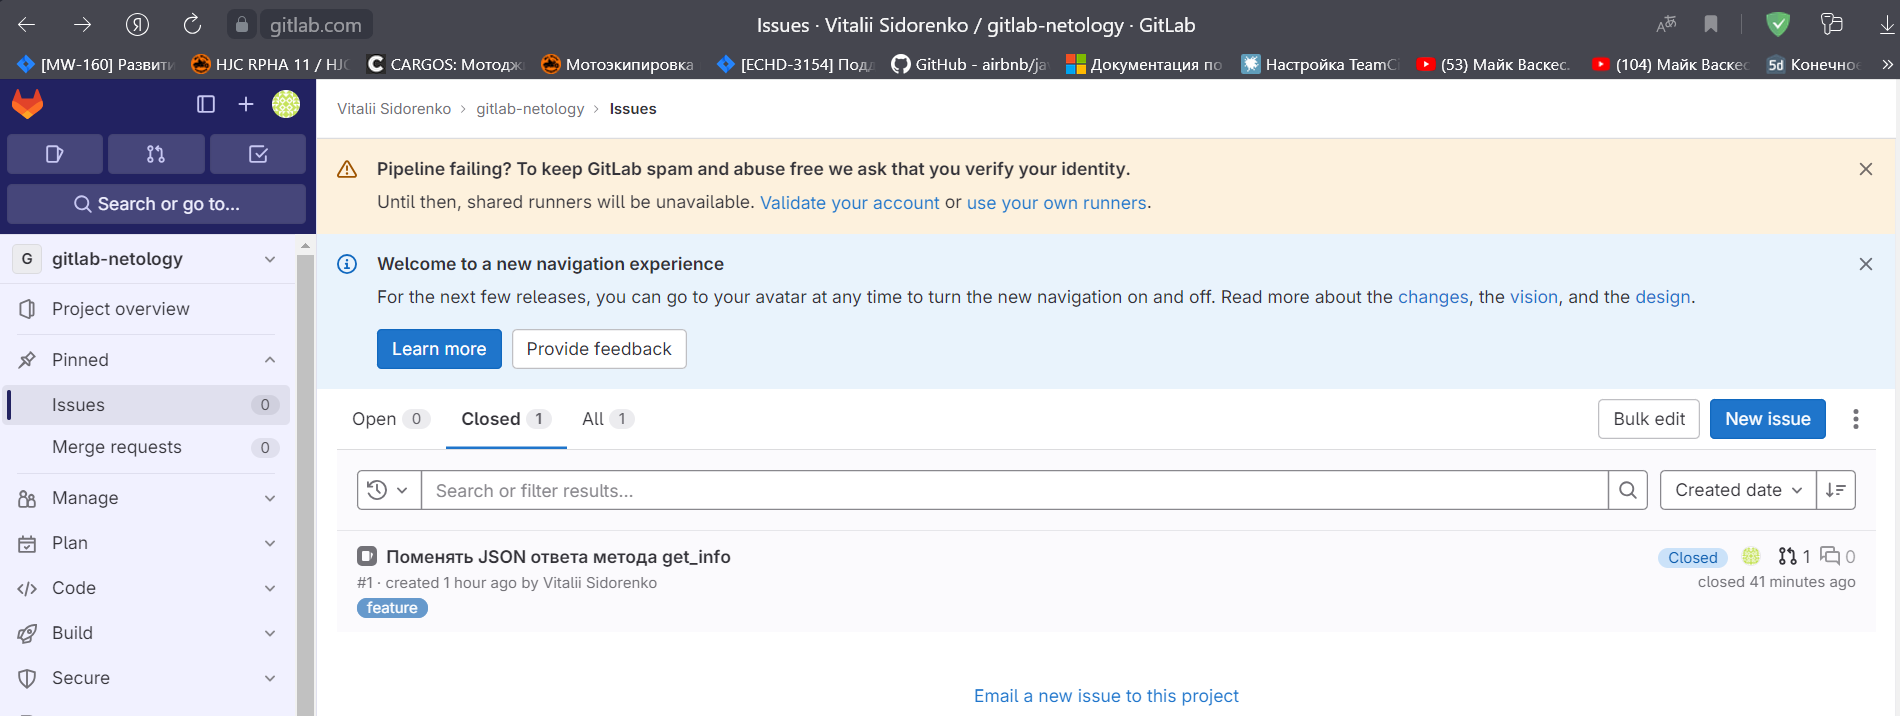 gitlab.com
Issues · Vitalii Sidorenko / gitlab-netology · GitLab
[MW-160] Развити
HJC RPHA 11 / HJC
CARGOS: Мотодж
Мотоэкипировка
[ECHD-3154] Подд
GitHub - airbnb/ja
Документация по
Настройка TeamCi
(53) Майк Васкес.
(104) Майк Васкес
5d Конечное
Search or go to...
G gitlab-netology
Project overview
Pinned
Issues 0
Merge requests 0
Manage
Plan
Code
Build
Secure
Vitalii Sidorenko › gitlab-netology › Issues
Pipeline failing? To keep GitLab spam and abuse free we ask that you verify your identity.
Until then, shared runners will be unavailable. Validate your account or use your own runners.
Welcome to a new navigation experience
For the next few releases, you can go to your avatar at any time to turn the new navigation on and off. Read more about the changes, the vision, and the design.
Learn more
Provide feedback
Open 0
Closed 1
All 1
Bulk edit
New issue
Search or filter results...
Created date
Поменять JSON ответа метода get_info
Closed 1 0
#1 · created 1 hour ago by Vitalii Sidorenko
closed 41 minutes ago
feature
Email a new issue to this project